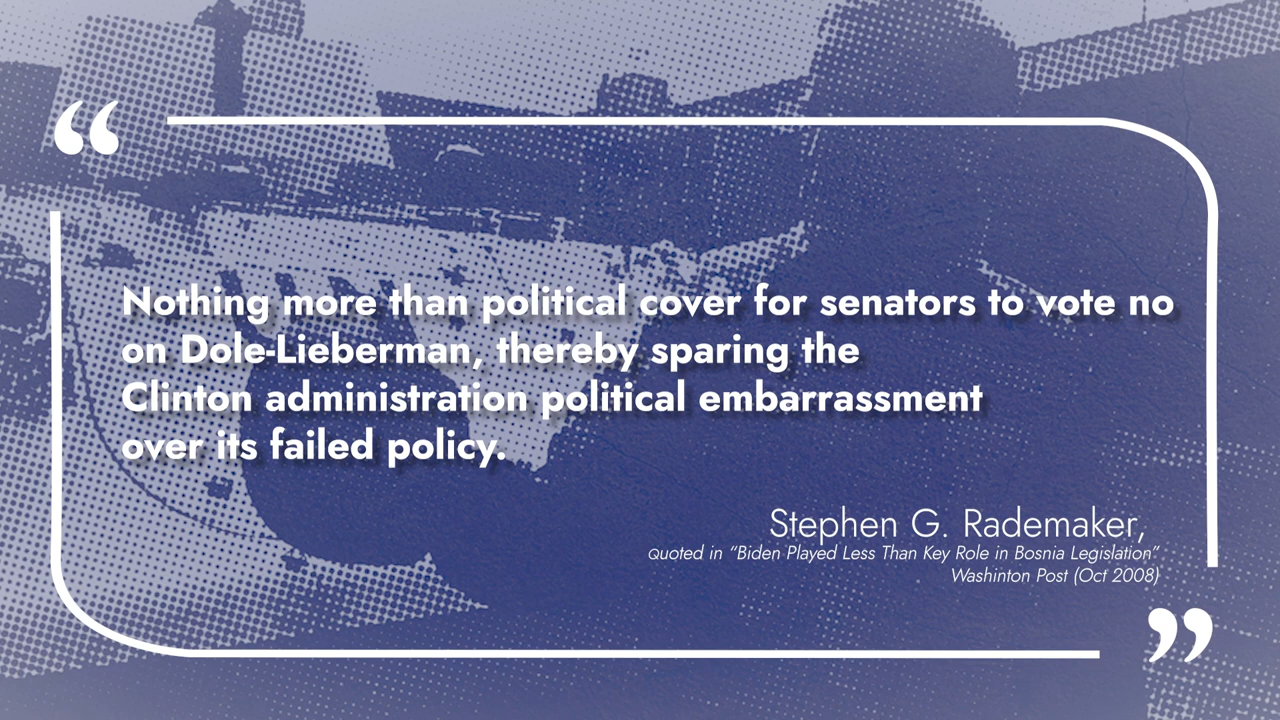 “
Nothing more than political cover for senators to vote no
on Dole-Lieberman, thereby sparing the
Clinton administration political embarrassment
over its failed policy.
Stephen G. Rademaker,
Quoted in “Biden Played Less Than Key Role in Bosnia Legislation”
Washinton Post (Oct 2008)
”